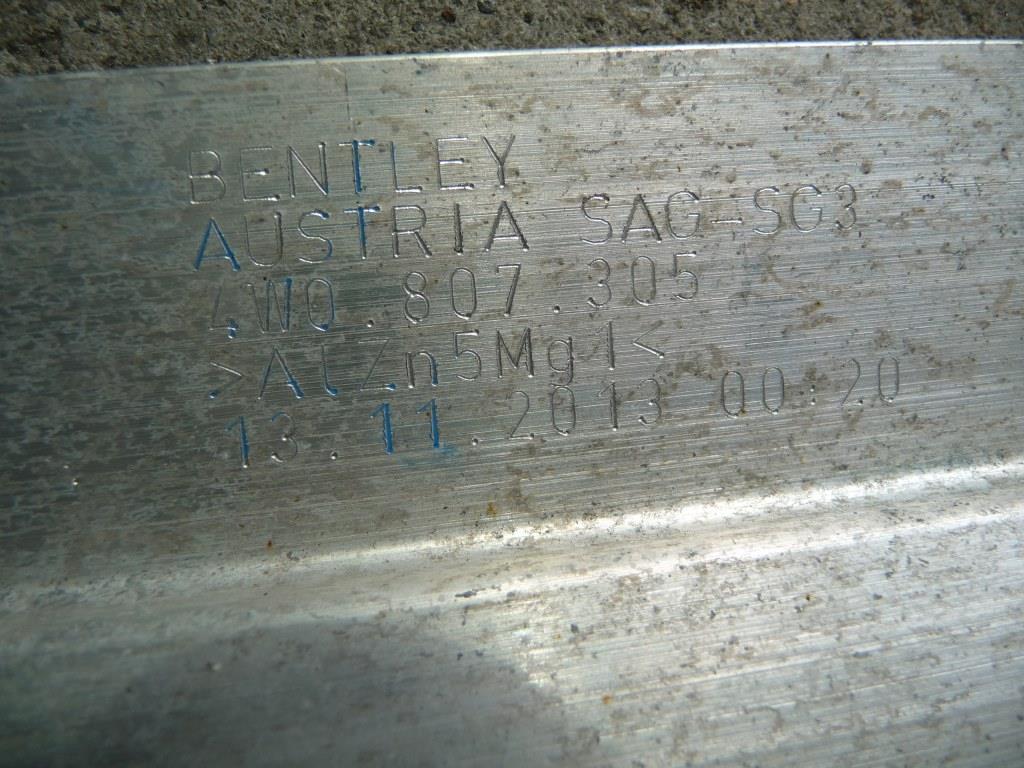 BENTLEY
AUSTRIA SAG-SG3
4W0.807.305
>AlZn5Mg1<
13.11.2013 00:20